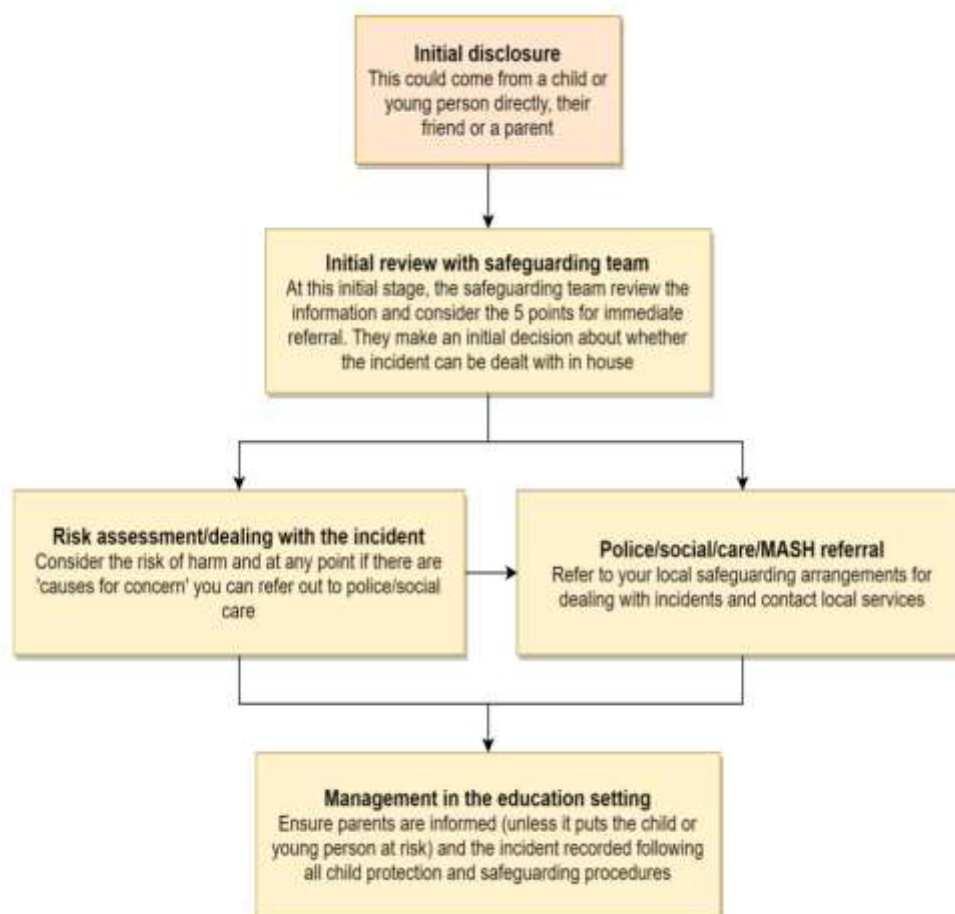 Initial disclosure
This could come from a child or
young person directly, their
friend or a parent
Initial review with safeguarding team
At this initial stage, the safeguarding team review the
information and consider the 5 points for immediate
referral. They make an initial decision about whether
the incident can be dealt with in house
Risk assessment/dealing with the incident
Consider the risk of harm and at any point if there are
'causes for concern' you can refer out to police/social
care
Police/social/care/MASH referral
Refer to your local safeguarding arrangements for
dealing with incidents and contact local services
Management in the education setting
Ensure parents are informed (unless it puts the child or
young person at risk) and the incident recorded following
all child protection and safeguarding procedures